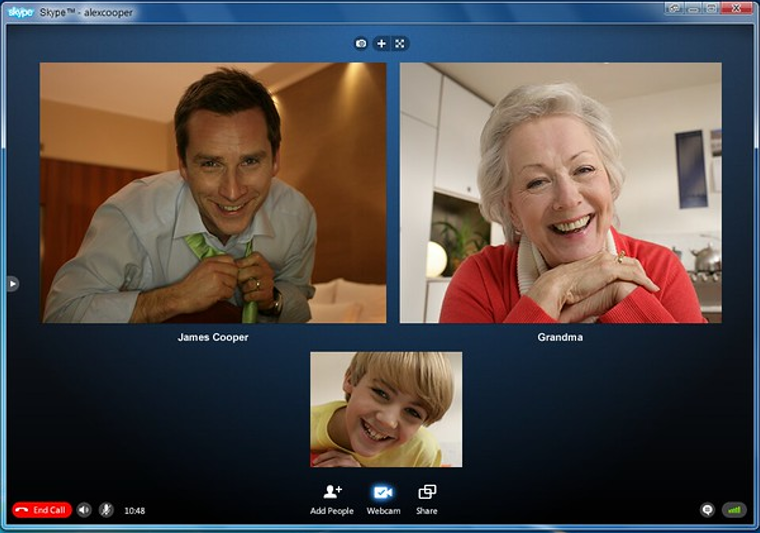 skype Skype™ - alexcooper
James Cooper
Grandma
End Call
10:48
Add People
Webcam
Share